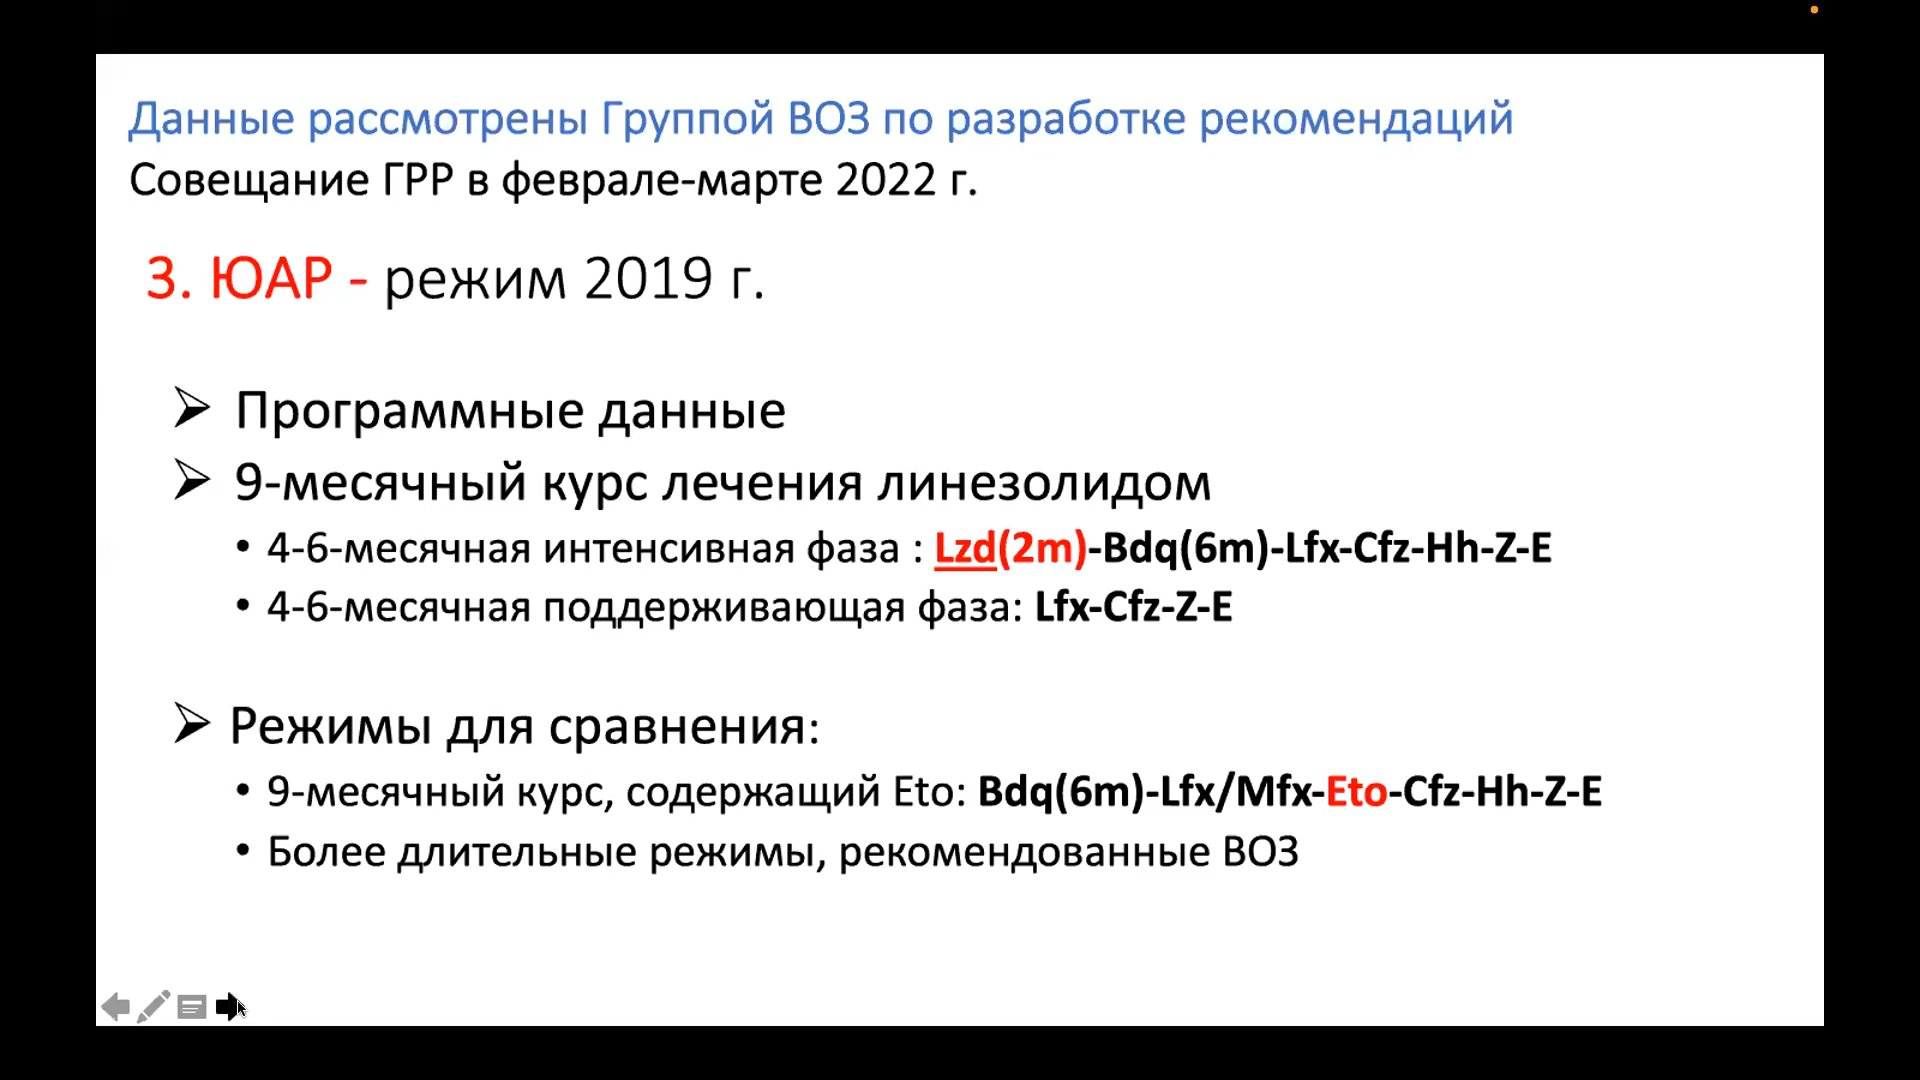 Данные рассмотрены Группой ВОЗ по разработке рекомендаций
Совещание ГРР в феврале-марте 2022 г.
3. ЮАР - режим 2019 г.
➢ Программные данные
➢ 9-месячный курс лечения линезолидом
• 4-6-месячная интенсивная фаза : Lzd(2m)-Bdq(6m)-Lfx-Cfz-Hh-Z-E
• 4-6-месячная поддерживающая фаза: Lfx-Cfz-Z-E
➢ Режимы для сравнения:
• 9-месячный курс, содержащий Eto: Bdq(6m)-Lfx/Mfx-Eto-Cfz-Hh-Z-E
• Более длительные режимы, рекомендованные ВОЗ